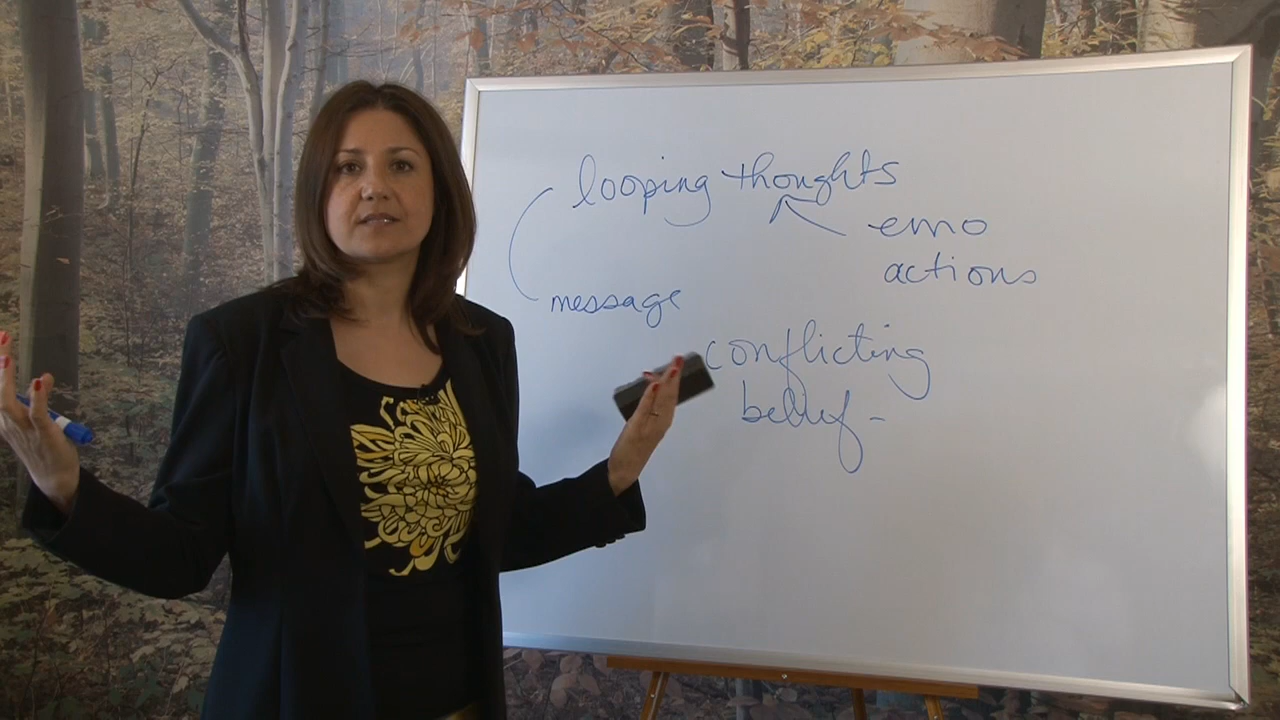 looping thoughts
emo
actions
message
conflicting
belief -